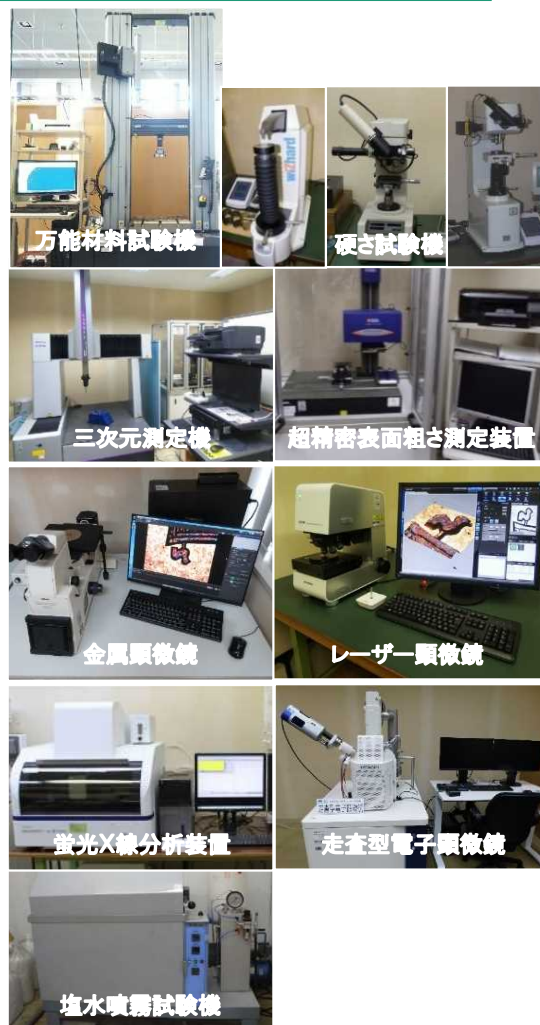 万能材料試験機
wizhard
硬さ試験機
三次元測定機
超精密表面粗さ測定装置
金属顕微鏡
レーザー顕微鏡
蛍光X線分析装置
走査型電子顕微鏡
塩水噴霧試験機